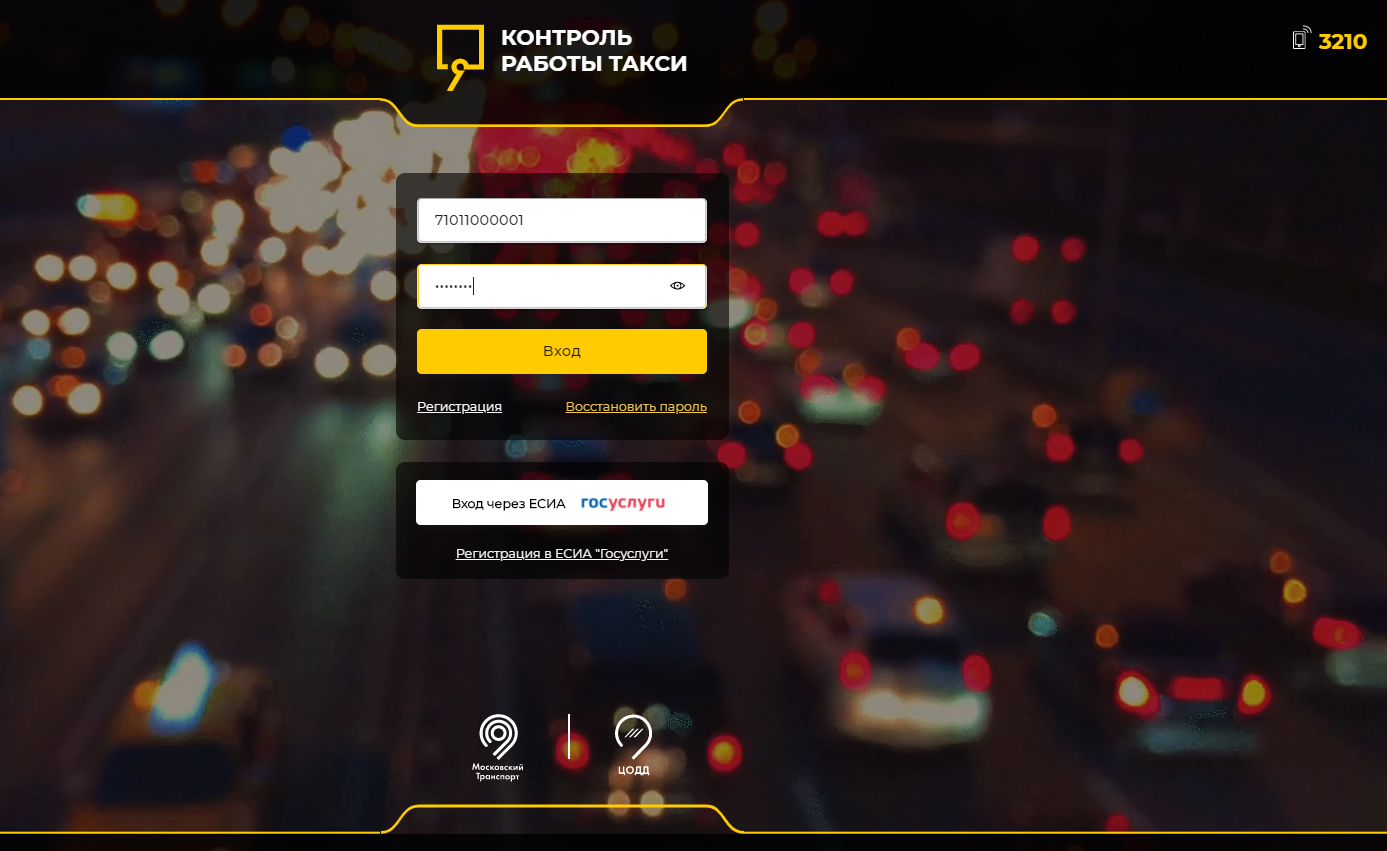 КОНТРОЛЬ
РАБОТЫ ТАКСИ
3210
71011000001
••••••••
Вход
Регистрация
Восстановить пароль
Вход через ЕСИА госуслуги
Регистрация в ЕСИА "Госуслуги"
Московский
Транспорт
ЦОДД